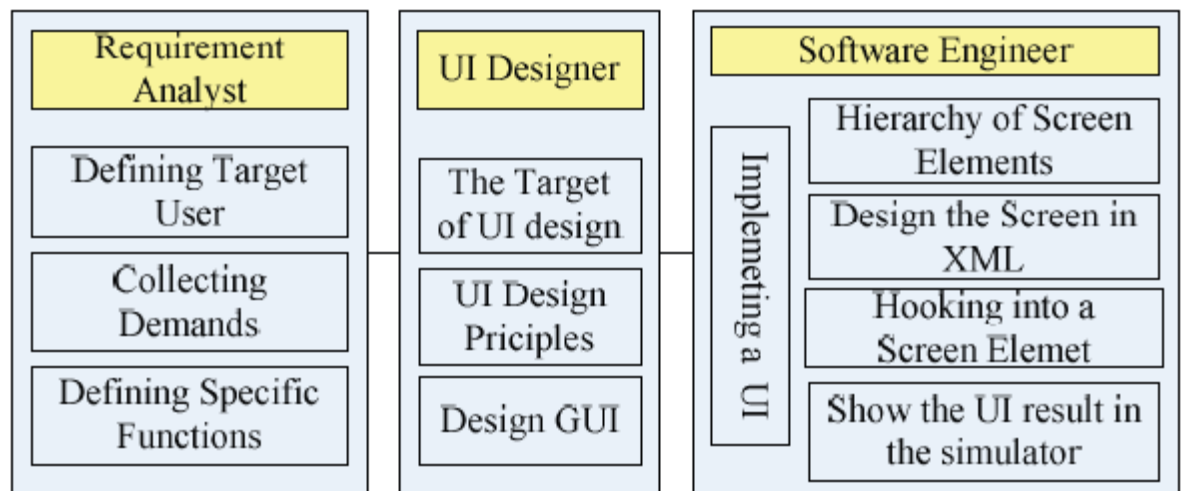 Requirement
Analyst
Defining Target
User
Collecting
Demands
Defining Specific
Functions
UI Designer
The Target
of UI design
UI Design
Priciples
Design GUI
Software Engineer
Implemeting a UI
Hierarchy of Screen
Elements
Design the Screen in
XML
Hooking into a
Screen Elemet
Show the UI result in
the simulator